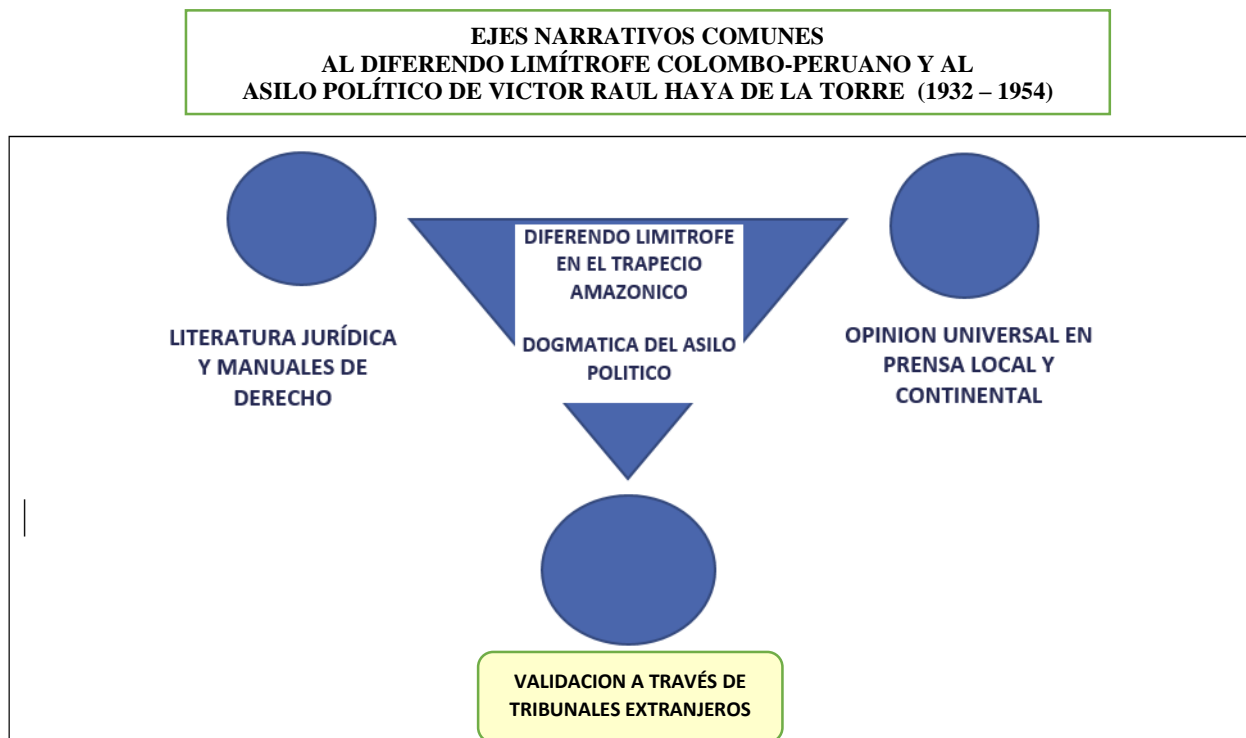 EJES NARRATIVOS COMUNES
AL DIFERENDO LIMÍTROFE COLOMBO-PERUANO Y AL
ASILO POLÍTICO DE VICTOR RAUL HAYA DE LA TORRE (1932 – 1954)
DIFERENDO LIMITROFE
EN EL TRAPECIO
AMAZONICO
DOGMATICA DEL ASILO
POLITICO
LITERATURA JURÍDICA
Y MANUALES DE
DERECHO
OPINION UNIVERSAL EN
PRENSA LOCAL Y
CONTINENTAL
VALIDACION A TRAVÉS DE
TRIBUNALES EXTRANJEROS